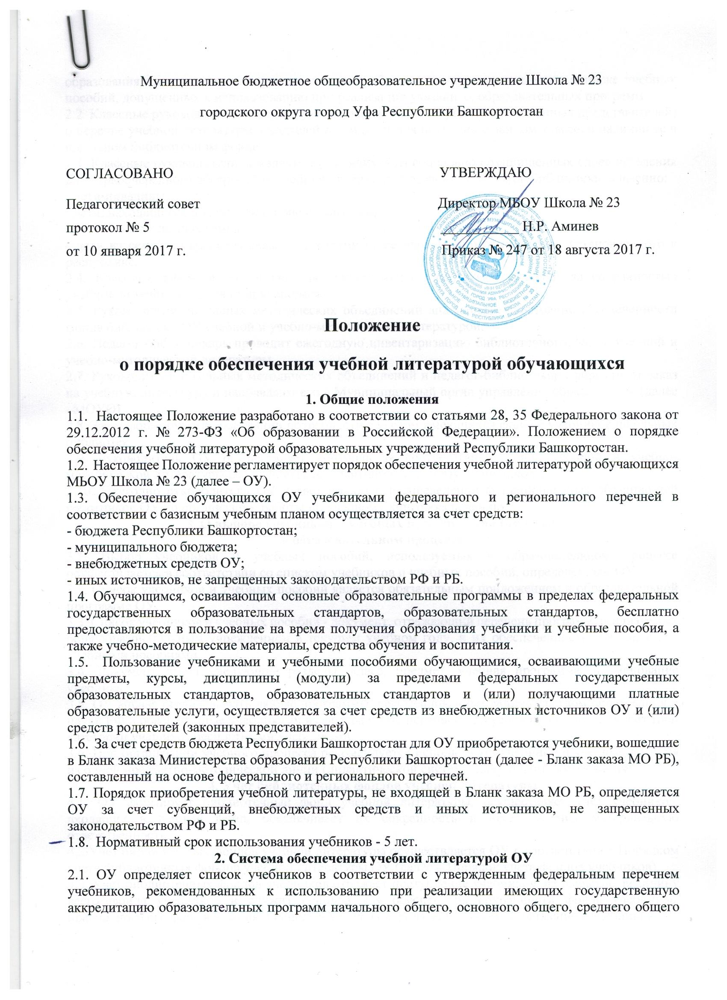 Муниципальное бюджетное общеобразовательное учреждение Школа № 23
городского округа город Уфа Республики Башкортостан
СОГЛАСОВАНО
УТВЕРЖДАЮ
Педагогический совет
Директор МБОУ Школа № 23
протокол № 5
Н.Р. Аминев
от 10 января 2017 г.
Приказ № 247 от 18 августа 2017 г.
Положение
о порядке обеспечения учебной литературой обучающихся
1. Общие положения
1.1. Настоящее Положение разработано в соответствии со статьями 28, 35 Федерального закона от
29.12.2012 г. № 273-ФЗ «Об образовании в Российской Федерации». Положением о порядке
обеспечения учебной литературой образовательных учреждений Республики Башкортостан.
1.2. Настоящее Положение регламентирует порядок обеспечения учебной литературой обучающихся
МЬОУ Школа № 23 (далее – ОУ).
1.3. Обеспечение обучающихся ОУ учебниками федерального и регионального перечней в
соответствии с базисным учебным планом осуществляется за счет средств:
- бюджета Республики Башкортостан;
- муниципального бюджета;
- внебюджетных средств ОУ;
- иных источников, не запрещенных законодательством РФ и РБ.
1.4. Обучающимся, осваивающим основные образовательные программы в пределах федеральных
государственных образовательных стандартов, образовательных стандартов, бесплатно
предоставляются в пользование на время получения образования учебники и учебные пособия, а
также учебно-методические материалы, средства обучения и воспитания.
1.5. Пользование учебниками и учебными пособиями обучающимися, осваивающими учебные
предметы, курсы, дисциплины (модули) за пределами федеральных государственных
образовательных стандартов, образовательных стандартов и (или) получающими платные
образовательные услуги, осуществляется за счет средств из внебюджетных источников ОУ и (или)
средств родителей (законных представителей).
1.6. За счет средств бюджета Республики Башкортостан для ОУ приобретаются учебники, вошедшие
в Бланк заказа Министерства образования Республики Башкортостан (далее - Бланк заказа МО РБ),
составленный на основе федерального и регионального перечней.
1.7. Порядок приобретения учебной литературы, не входящей в Бланк заказа МО РБ, определяется
ОУ за счет субвенций, внебюджетных средств и иных источников, не запрещенных
законодательством РФ и РБ.
1.8. Нормативный срок использования учебников - 5 лет.
2. Система обеспечения учебной литературой ОУ
2.1. ОУ определяет список учебников в соответствии с утвержденным федеральным перечнем
учебников, рекомендованных к использованию при реализации имеющих государственную
аккредитацию образовательных программ начального общего, основного общего, среднего общего